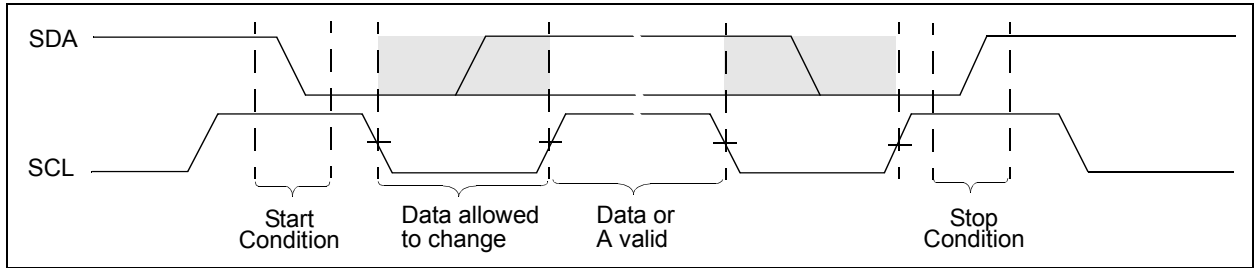 SDA
SCL
Start
Condition
Data allowed
to change
Data or
A valid
Stop
Condition